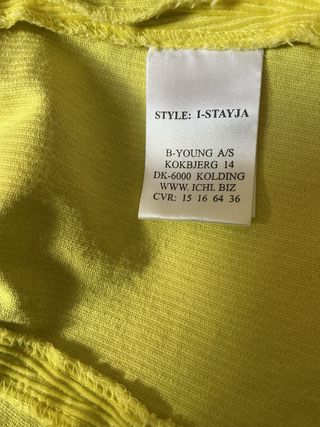 STYLE: I-STAYJA
B-YOUNG A/S
KOKBJERG 14
DK-6000 KOLDING
WWW. ICHI. BIZ
CVR: 15 16 64 36